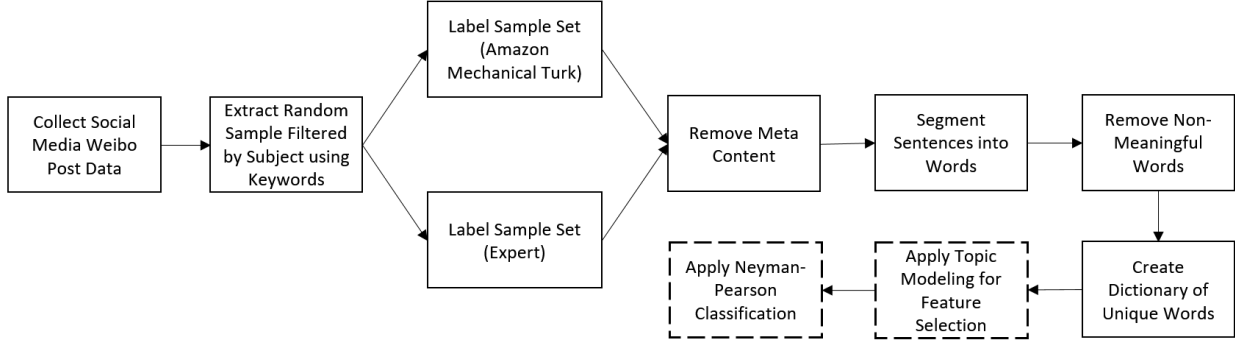 Collect Social
Media Weibo
Post Data
Extract Random
Sample Filtered
by Subject using
Keywords
Label Sample Set
(Amazon
Mechanical Turk)
Label Sample Set
(Expert)
Remove Meta
Content
Segment
Sentences into
Words
Remove Non-
Meaningful
Words
Create
Dictionary of
Unique Words
Apply Topic
Modeling for
Feature
Selection
Apply Neyman-
Pearson
Classification